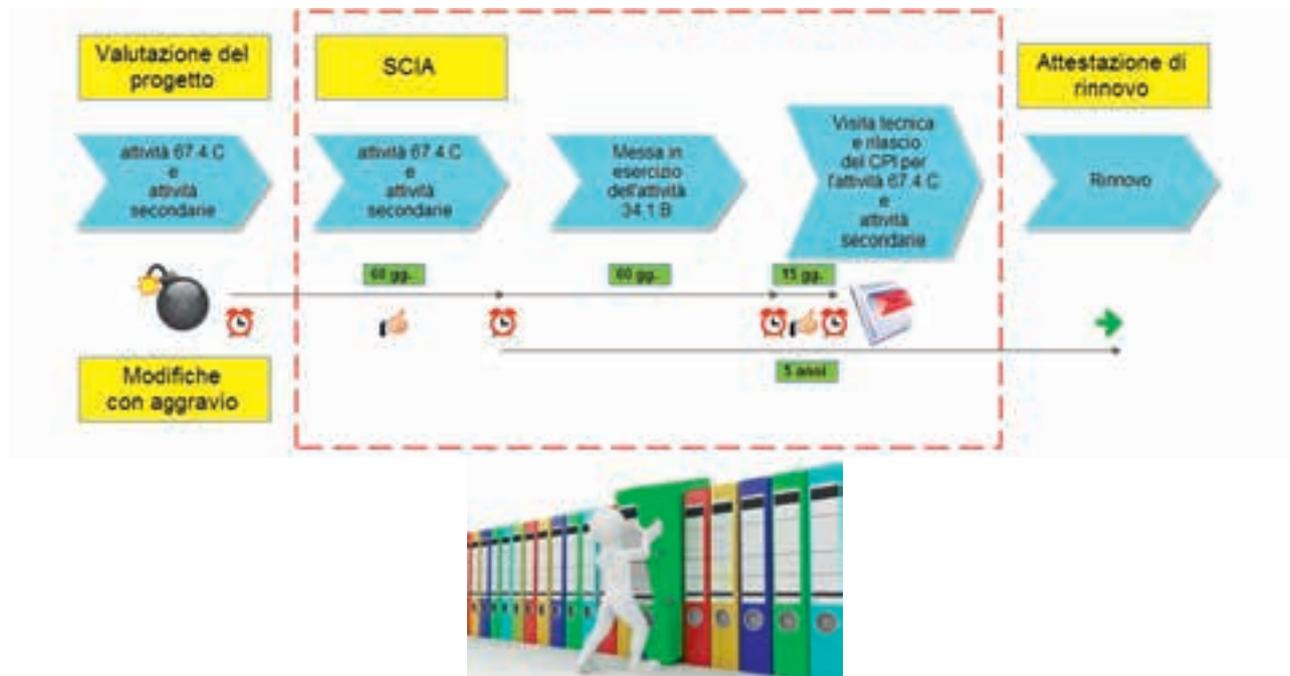 Valutazione del
progetto
SCIA
Attestazione di
rinnovo
attività 67.4.C
e
attività
secondarie
attività 67.4.C
e
attività
secondarie
Messa in
esercizio
dell'attività
34.1 B
Visita tecnica
e rilascio
del CPI per
l'attività 67.4 C
e
attività
secondarie
Rinnovo
60 gg.
60 gg.
15 gg.
5 anni
Modifiche
con aggravio